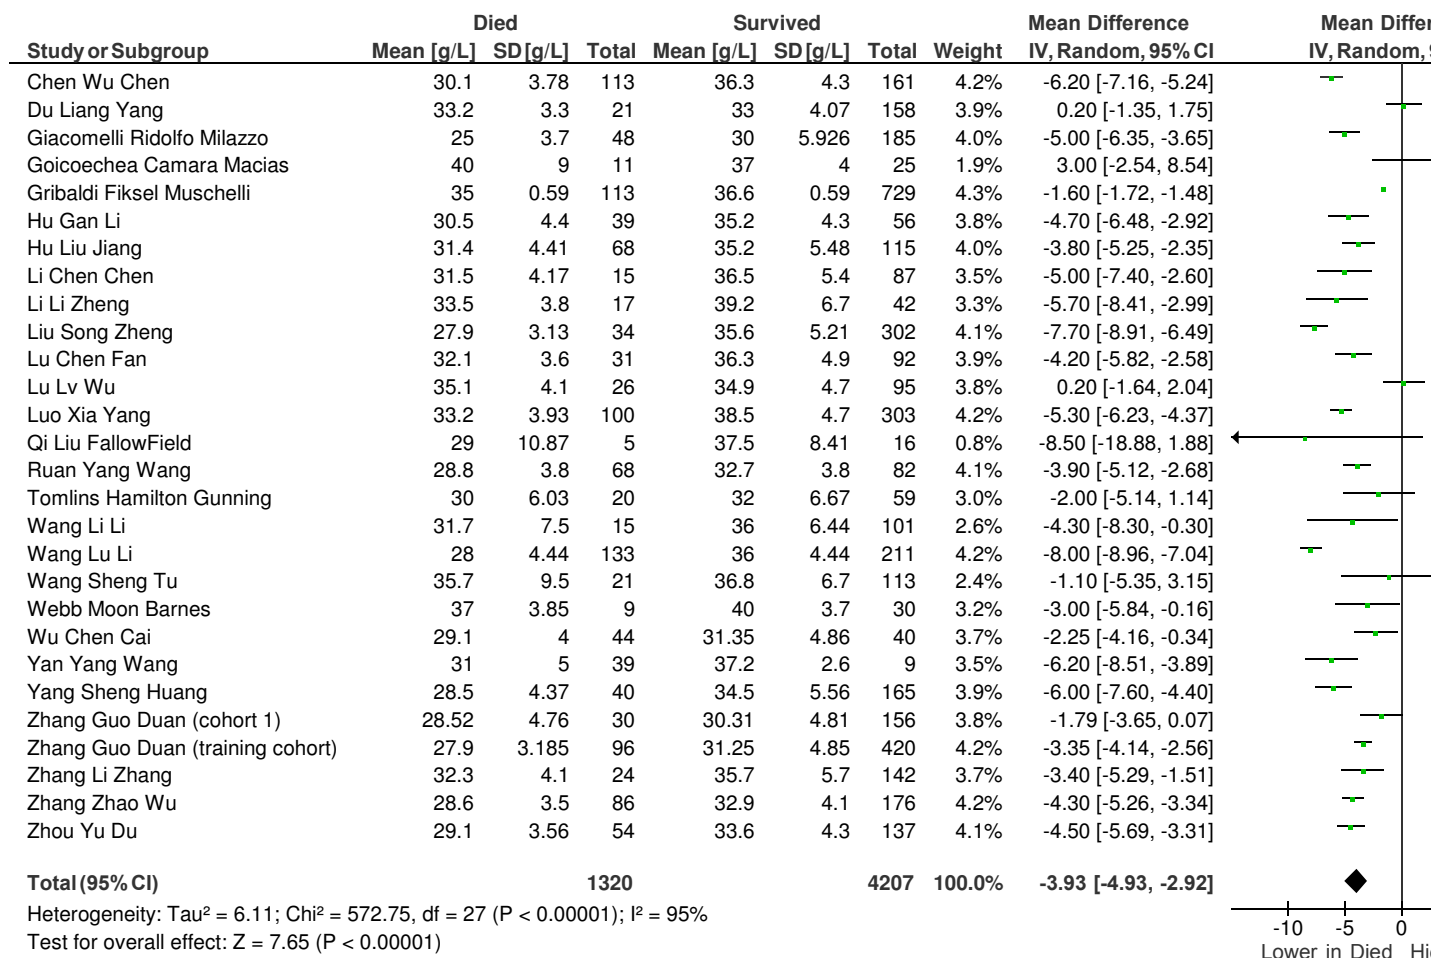 Died Survived Mean Difference Mean Differ
Study or Subgroup Mean [g/L] SD [g/L] Total Mean [g/L] SD [g/L] Total Weight IV, Random, 95% CI IV, Random, 9
Chen Wu Chen 30.1 3.78 113 36.3 4.3 161 4.2% -6.20 [-7.16, -5.24]
Du Liang Yang 33.2 3.3 21 33 4.07 158 3.9% 0.20 [-1.35, 1.75]
Giacomelli Ridolfo Milazzo 25 3.7 48 30 5.926 185 4.0% -5.00 [-6.35, -3.65]
Goicoechea Camara Macias 40 9 11 37 4 25 1.9% 3.00 [-2.54, 8.54]
Gribaldi Fiksel Muschelli 35 0.59 113 36.6 0.59 729 4.3% -1.60 [-1.72, -1.48]
Hu Gan Li 30.5 4.4 39 35.2 4.3 56 3.8% -4.70 [-6.48, -2.92]
Hu Liu Jiang 31.4 4.41 68 35.2 5.48 115 4.0% -3.80 [-5.25, -2.35]
Li Chen Chen 31.5 4.17 15 36.5 5.4 87 3.5% -5.00 [-7.40, -2.60]
Li Li Zheng 33.5 3.8 17 39.2 6.7 42 3.3% -5.70 [-8.41, -2.99]
Liu Song Zheng 27.9 3.13 34 35.6 5.21 302 4.1% -7.70 [-8.91, -6.49]
Lu Chen Fan 32.1 3.6 31 36.3 4.9 92 3.9% -4.20 [-5.82, -2.58]
Lu Lv Wu 35.1 4.1 26 34.9 4.7 95 3.8% 0.20 [-1.64, 2.04]
Luo Xia Yang 33.2 3.93 100 38.5 4.7 303 4.2% -5.30 [-6.23, -4.37]
Qi Liu FallowField 29 10.87 5 37.5 8.41 16 0.8% -8.50 [-18.88, 1.88]
Ruan Yang Wang 28.8 3.8 68 32.7 3.8 82 4.1% -3.90 [-5.12, -2.68]
Tomlins Hamilton Gunning 30 6.03 20 32 6.67 59 3.0% -2.00 [-5.14, 1.14]
Wang Li Li 31.7 7.5 15 36 6.44 101 2.6% -4.30 [-8.30, -0.30]
Wang Lu Li 28 4.44 133 36 4.44 211 4.2% -8.00 [-8.96, -7.04]
Wang Sheng Tu 35.7 9.5 21 36.8 6.7 113 2.4% -1.10 [-5.35, 3.15]
Webb Moon Barnes 37 3.85 9 40 3.7 30 3.2% -3.00 [-5.84, -0.16]
Wu Chen Cai 29.1 4 44 31.35 4.86 40 3.7% -2.25 [-4.16, -0.34]
Yan Yang Wang 31 5 39 37.2 2.6 9 3.5% -6.20 [-8.51, -3.89]
Yang Sheng Huang 28.5 4.37 40 34.5 5.56 165 3.9% -6.00 [-7.60, -4.40]
Zhang Guo Duan (cohort 1) 28.52 4.76 30 30.31 4.81 156 3.8% -1.79 [-3.65, 0.07]
Zhang Guo Duan (training cohort) 27.9 3.185 96 31.25 4.85 420 4.2% -3.35 [-4.14, -2.56]
Zhang Li Zhang 32.3 4.1 24 35.7 5.7 142 3.7% -3.40 [-5.29, -1.51]
Zhang Zhao Wu 28.6 3.5 86 32.9 4.1 176 4.2% -4.30 [-5.26, -3.34]
Zhou Yu Du 29.1 3.56 54 33.6 4.3 137 4.1% -4.50 [-5.69, -3.31]
Total (95% CI) 1320 4207 100.0% -3.93 [-4.93, -2.92]
Heterogeneity: Tau² = 6.11; Chi² = 572.75, df = 27 (P < 0.00001); I² = 95%
Test for overall effect: Z = 7.65 (P < 0.00001)
-10 -5 0
Lower in Died Hi